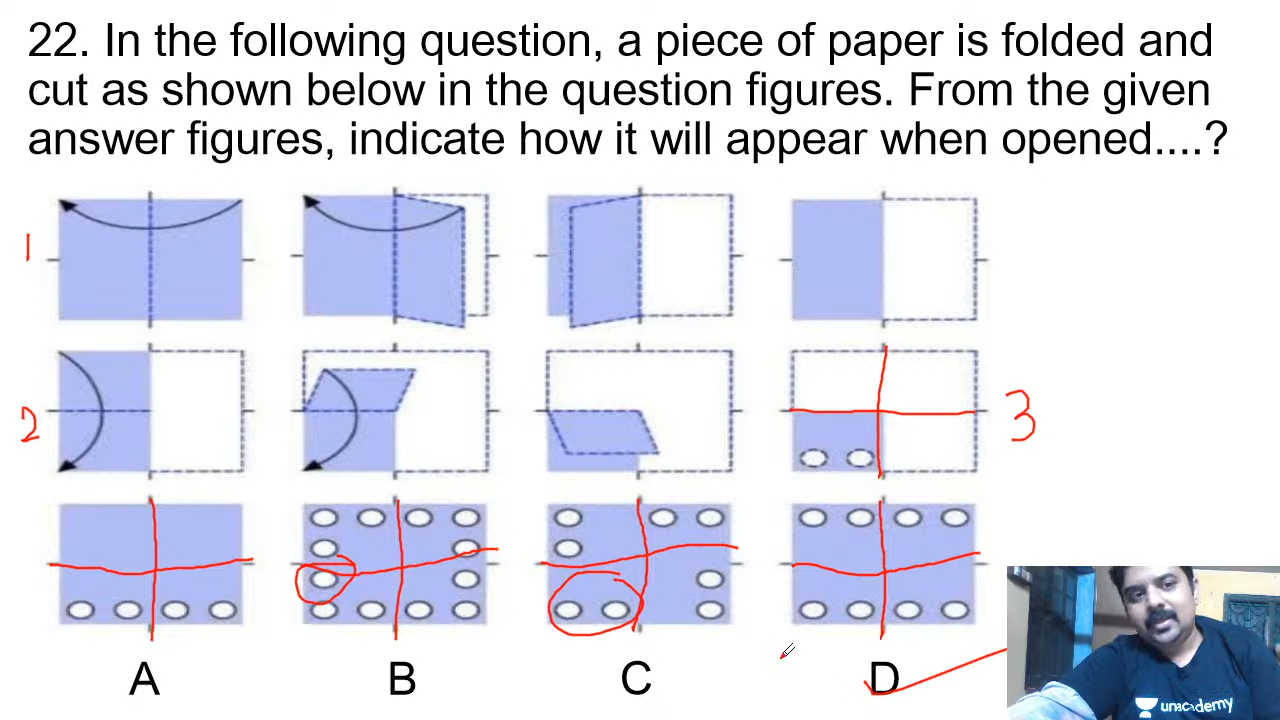 22. In the following question, a piece of paper is folded and
cut as shown below in the question figures. From the given
answer figures, indicate how it will appear when opened....?
1
2
3
A B C D
unacademy